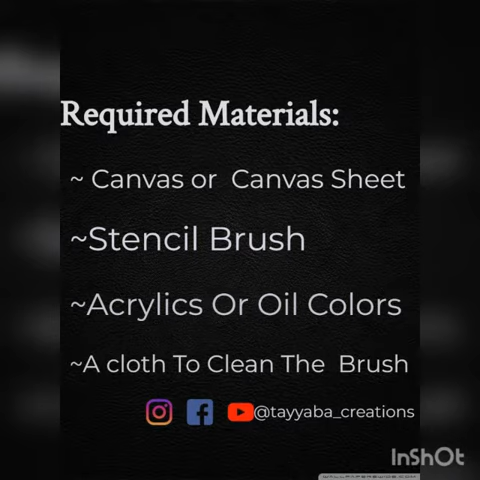 Required Materials:
~ Canvas or Canvas Sheet
~Stencil Brush
~Acrylics Or Oil Colors
~A cloth To Clean The Brush
@tayyaba_creations
InShOt